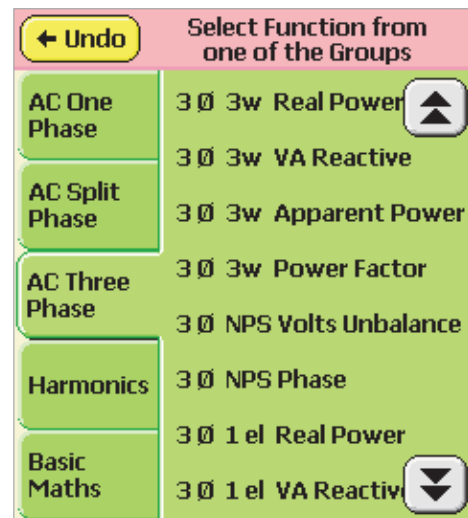 ← Undo
Select Function from
one of the Groups
AC One
Phase
AC Split
Phase
AC Three
Phase
Harmonics
Basic
Maths
3 Ø 3w Real Power
3 Ø 3w VA Reactive
3 Ø 3w Apparent Power
3 Ø 3w Power Factor
3 Ø NPS Volts Unbalance
3 Ø NPS Phase
3 Ø 1 el Real Power
3 Ø 1 el VA Reactiv